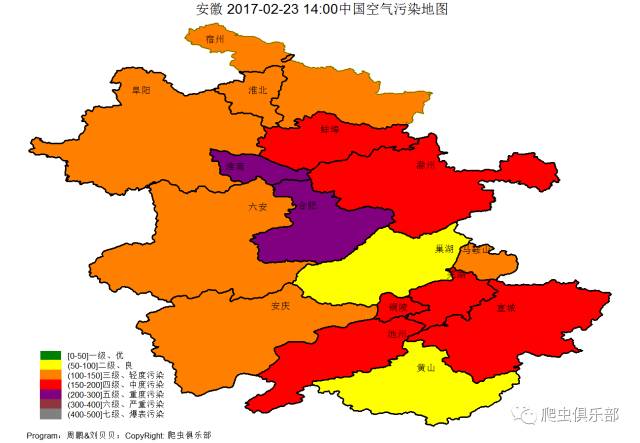 安徽 2017-02-23 14:00中国空气污染地图
宿州
阜阳
淮北
蚌埠
淮南
滁州
六安
合肥
巢湖
马鞍山
芜湖
安庆
铜陵
宣城
池州
黄山
[0-50]一级、优
(50-100]二级、良
(100-150]三级、轻度污染
(150-200]四级、中度污染
(200-300]五级、重度污染
(300-400]六、严重污染
(400-500]七级、爆表污染
Program：周鹏&刘贝贝；CopyRight: 爬虫俱乐部
爬虫俱乐部